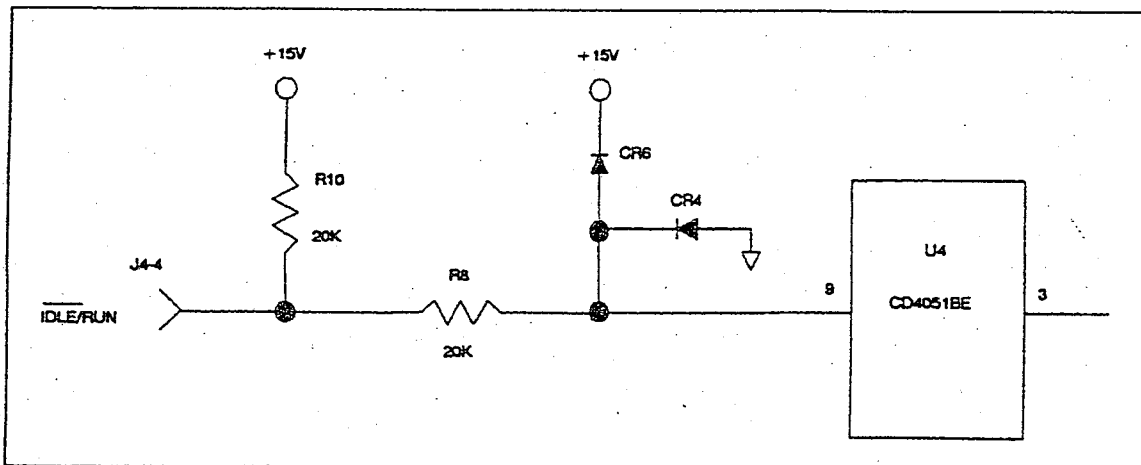 +15V
+15V
CR6
R10
CR4
20K
U4
J4-4
R8
9
CD4051BE
3
IDLE/RUN
20K